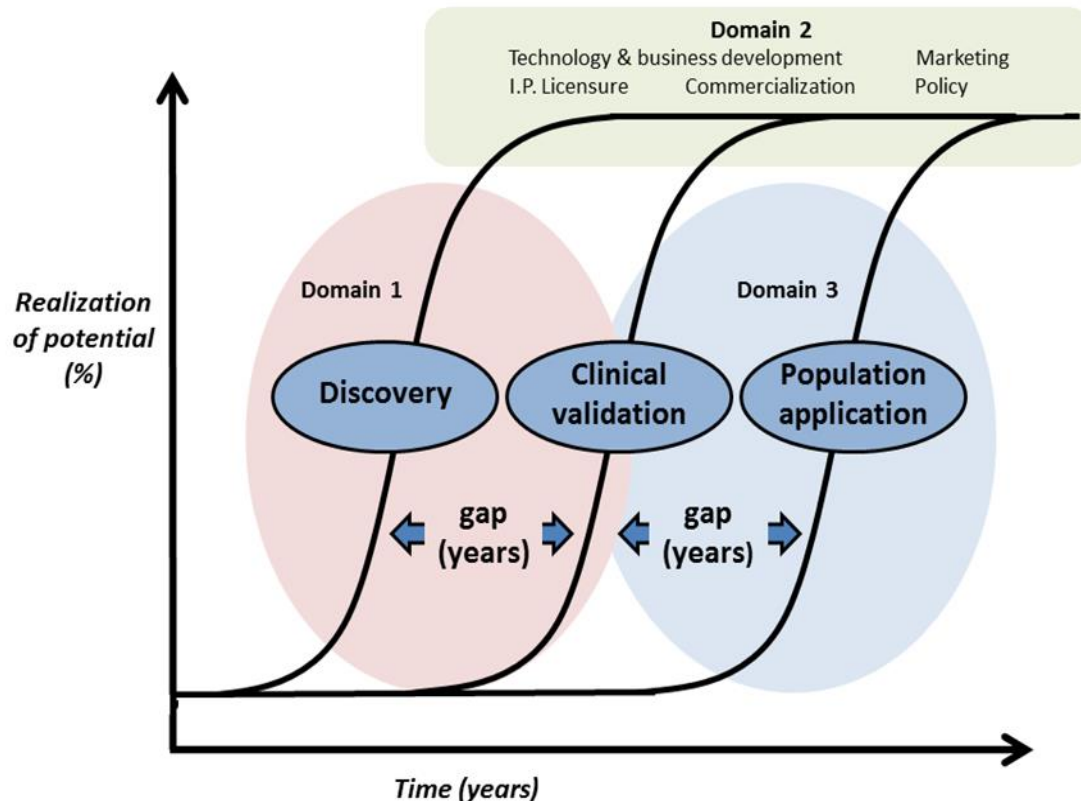 Domain 2
Technology & business development Marketing
I.P. Licensure Commercialization Policy
Realization
of potential
(%)
Domain 1
Domain 3
Discovery
Clinical
validation
Population
application
gap
(years)
gap
(years)
Time (years)